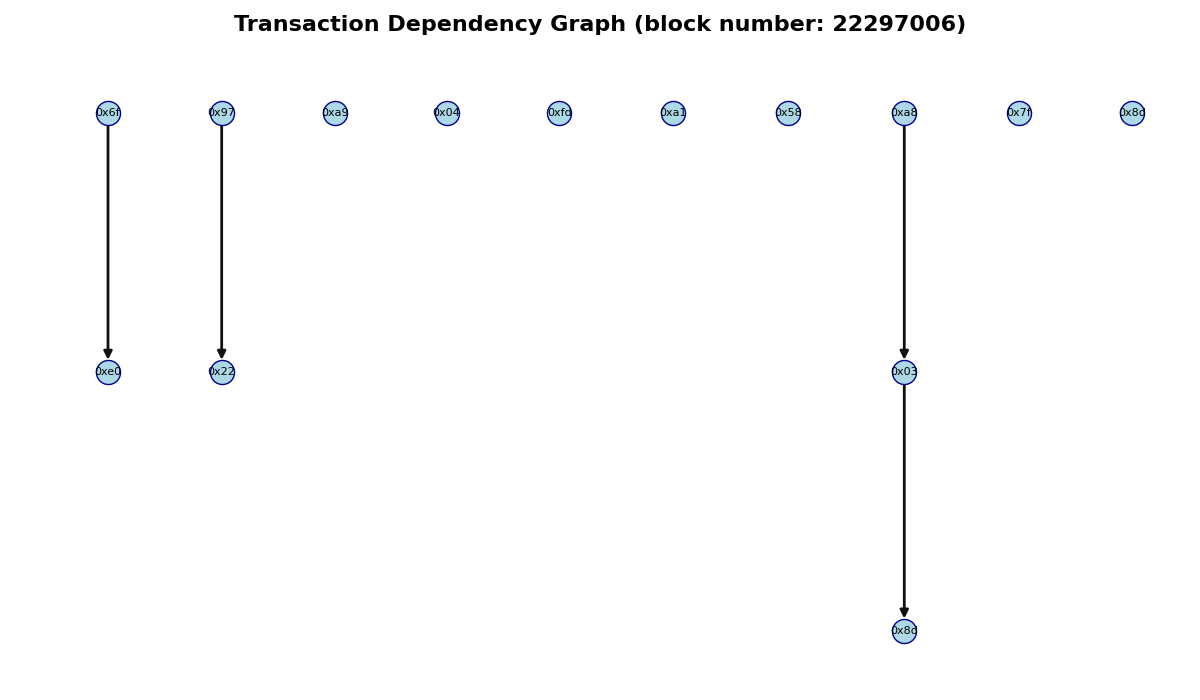 Transaction Dependency Graph (block number: 22297006)
0x6f 0x97 0xa9 0x04 0xfd 0xa1 0x58 0xa8 0x7f 0x8d
0xe0 0x22 0x03
0x8d